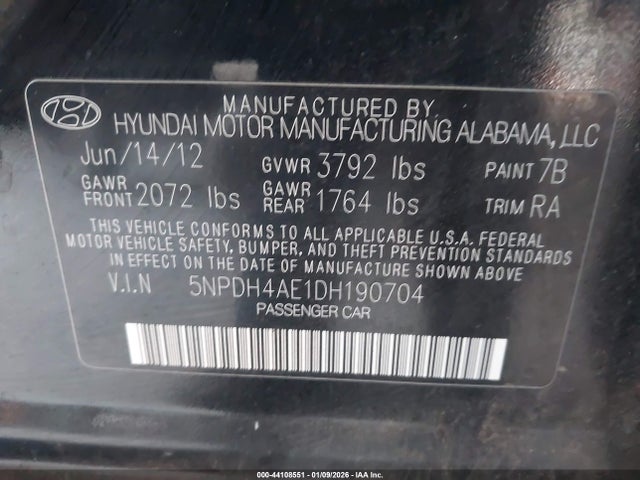 MANUFACTURED BY
HYUNDAI MOTOR MANUFACTURING ALABAMA, LLC
Jun/14/12 GVWR 3792 lbs PAINT 7B
GAWR FRONT 2072 lbs GAWR REAR 1764 lbs TRIM RA
THIS VEHICLE CONFORMS TO ALL APPLICABLE U.S.A. FEDERAL
MOTOR VEHICLE SAFETY, BUMPER, AND THEFT PREVENTION STANDARDS
IN EFFECT ON THE DATE OF MANUFACTURE SHOWN ABOVE
V.I.N 5NPDH4AE1DH190704
PASSENGER CAR
000-44108551 | 01/09/2026 | IAA Inc.